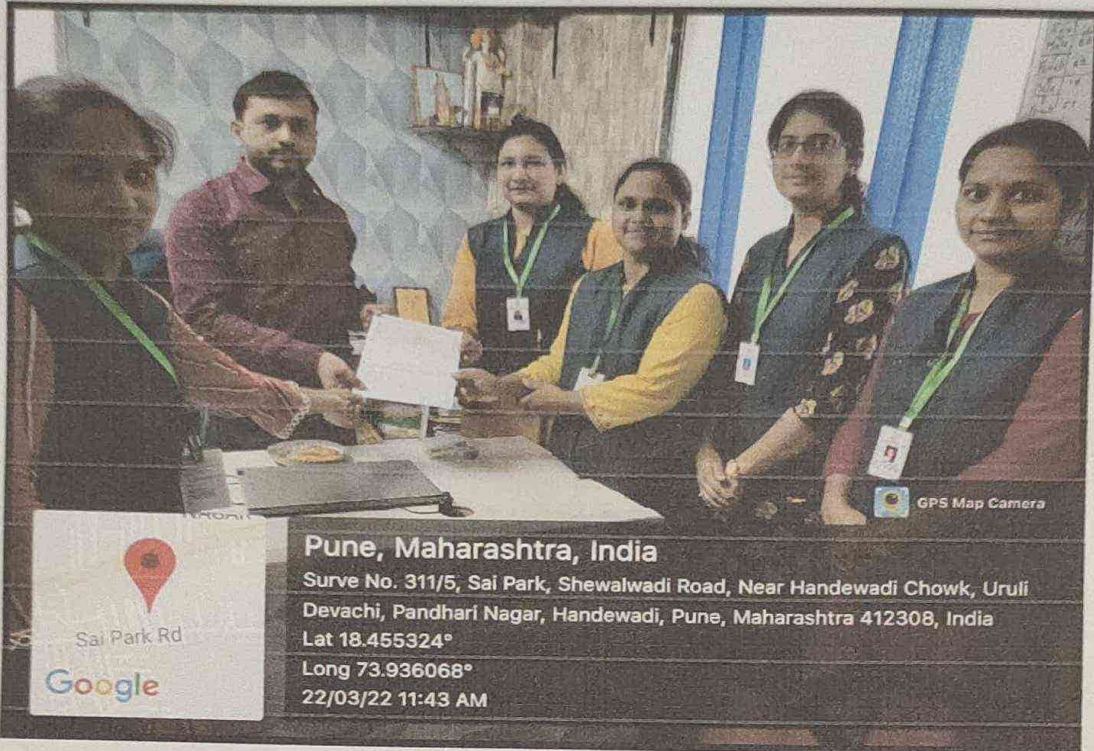 GPS Map Camera
NAGAR
Sai Park Rd
Google
Pune, Maharashtra, India
Surve No. 311/5, Sai Park, Shewalwadi Road, Near Handewadi Chowk, Uruli
Devachi, Pandhari Nagar, Handewadi, Pune, Maharashtra 412308, India
Lat 18.455324°
Long 73.936068°
22/03/22 11:43 AM